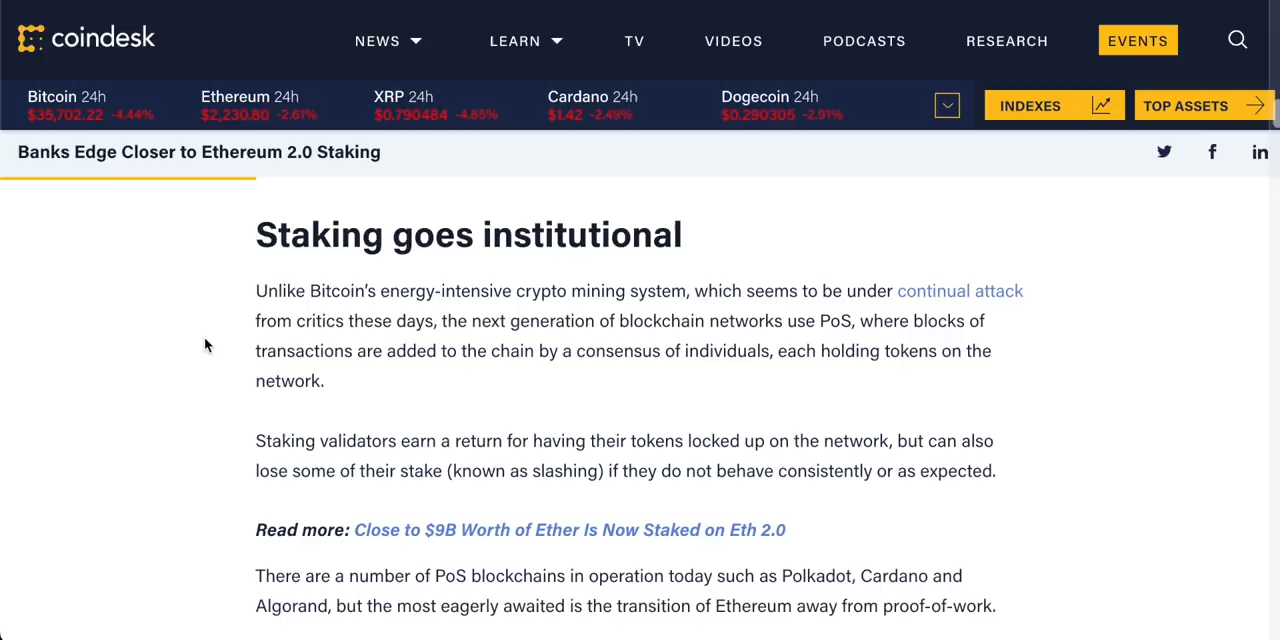 coindesk
NEWS LEARN TV VIDEOS PODCASTS RESEARCH EVENTS
Bitcoin 24h Ethereum 24h XRP 24h Cardano 24h Dogecoin 24h
$35,702.22 -4.44% $2,230.80 -2.61% $0.790484 -4.85% $1.42 -2.49% $0.290305 -2.91%
INDEXES TOP ASSETS
Banks Edge Closer to Ethereum 2.0 Staking
Staking goes institutional
Unlike Bitcoin’s energy-intensive crypto mining system, which seems to be under continual attack
from critics these days, the next generation of blockchain networks use PoS, where blocks of
transactions are added to the chain by a consensus of individuals, each holding tokens on the
network.
Staking validators earn a return for having their tokens locked up on the network, but can also
lose some of their stake (known as slashing) if they do not behave consistently or as expected.
Read more: Close to $9B Worth of Ether Is Now Staked on Eth 2.0
There are a number of PoS blockchains in operation today such as Polkadot, Cardano and
Algorand, but the most eagerly awaited is the transition of Ethereum away from proof-of-work.